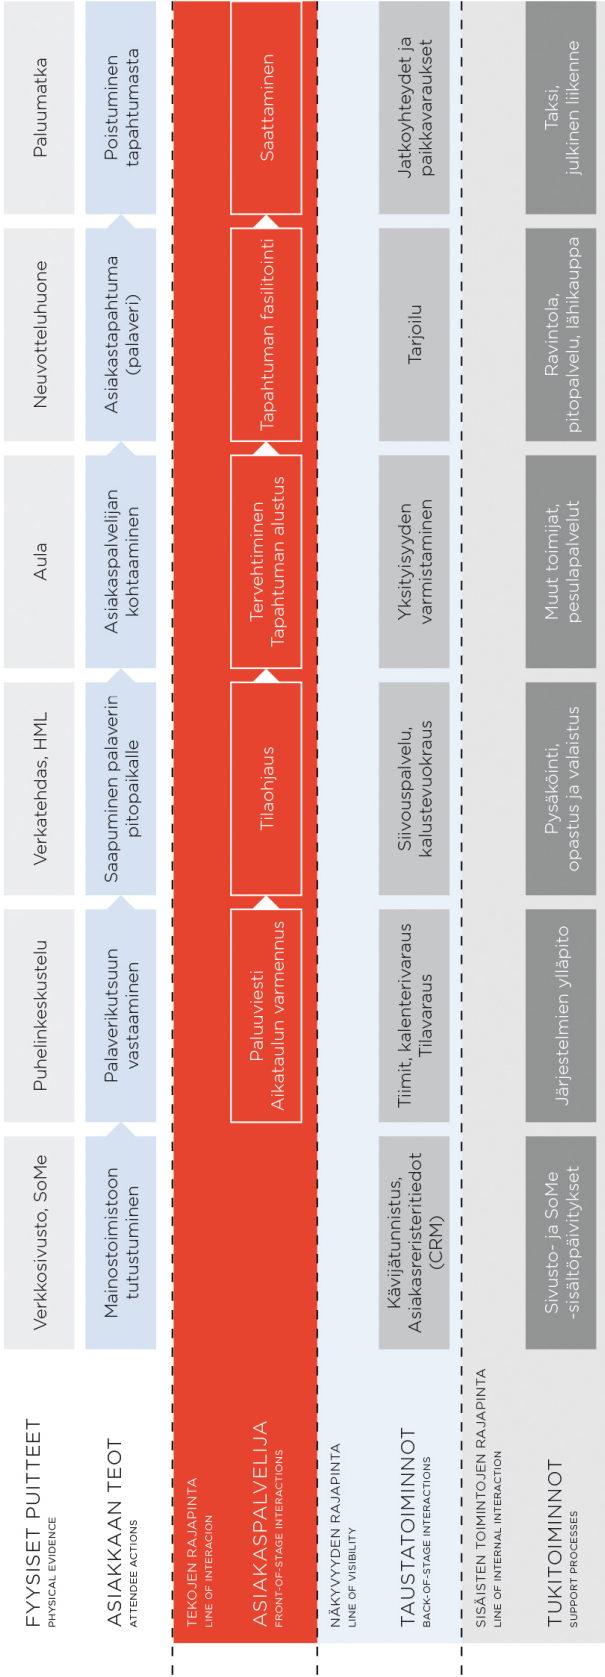 FYYSISET PUITTEET
PHYSICAL EVIDENCE
Verkkosivusto, SoMe
Puhelinkeskustelu
Verkatehdas, HML
Aula
Neuvotteluhuone
Paluumatka
ASIAKKAAN TEOT
ATTENDEE ACTIONS
Mainostoimistoon
tutustuminen
Palaverikutsuun
vastaaminen
Saapuminen palaverin
pitopaikalle
Asiakaspalvelijan
kohtaaminen
Asiakastapahtuma
(palaveri)
Poistuminen
tapahtumasta
TEKOJEN RAJAPINTA
LINE OF INTERACION
ASIAKASPALVELIJA
FRONT-OF-STAGE INTERACTIONS
Paluuviesti
Aikataulun varmennus
Tilaohjaus
Tervehtiminen
Tapahtuman alustus
Tapahtuman fasilitointi
Saattaminen
NÄKYVYYDEN RAJAPINTA
LINE OF VISIBILITY
TAUSTATOIMINNOT
BACK-OF-STAGE INTERACTIONS
Kävijätunnistus,
Asiakasreristeritiedot
(CRM)
Tiimit, kalenterivaraus
Tilavaraus
Siivouspalvelu,
kalustevuokraus
Yksityisyyden
varmistaminen
Tarjoilu
Jatkoyhteydet ja
paikkavaraukset
SISÄISTEN TOIMINTOJEN RAJAPINTA
LINE OF INTERNAL INTERACTION
TUKITOIMINNOT
SUPPORT PROCESSES
Sivusto- ja SoMe
-sisältöpäivitykset
Järjestelmien ylläpito
Pysäköinti,
opastus ja valaistus
Muut toimijat,
pesulapalvelut
Ravintola,
pitopalvelu, lähikauppa
Taksi,
julkinen liikenne